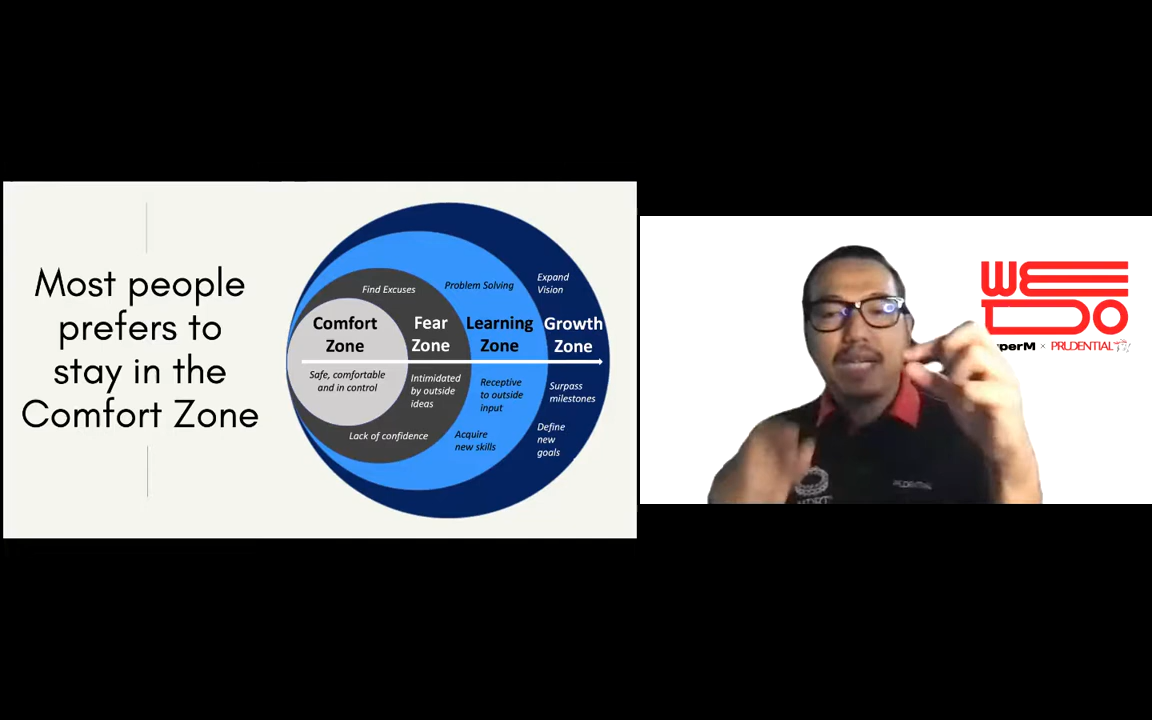 Most people
prefers to
stay in the
Comfort Zone
Find Excuses
Problem Solving
Expand
Vision
Comfort
Zone
Fear
Zone
Learning
Zone
Growth
Zone
Safe, comfortable
and in control
Intimidated
by outside
ideas
Receptive
to outside
input
Surpass
milestones
Lack of confidence
Acquire
new skills
Define
new
goals
WE
DO
perM × PRUDENTIAL
PRUDENTIAL